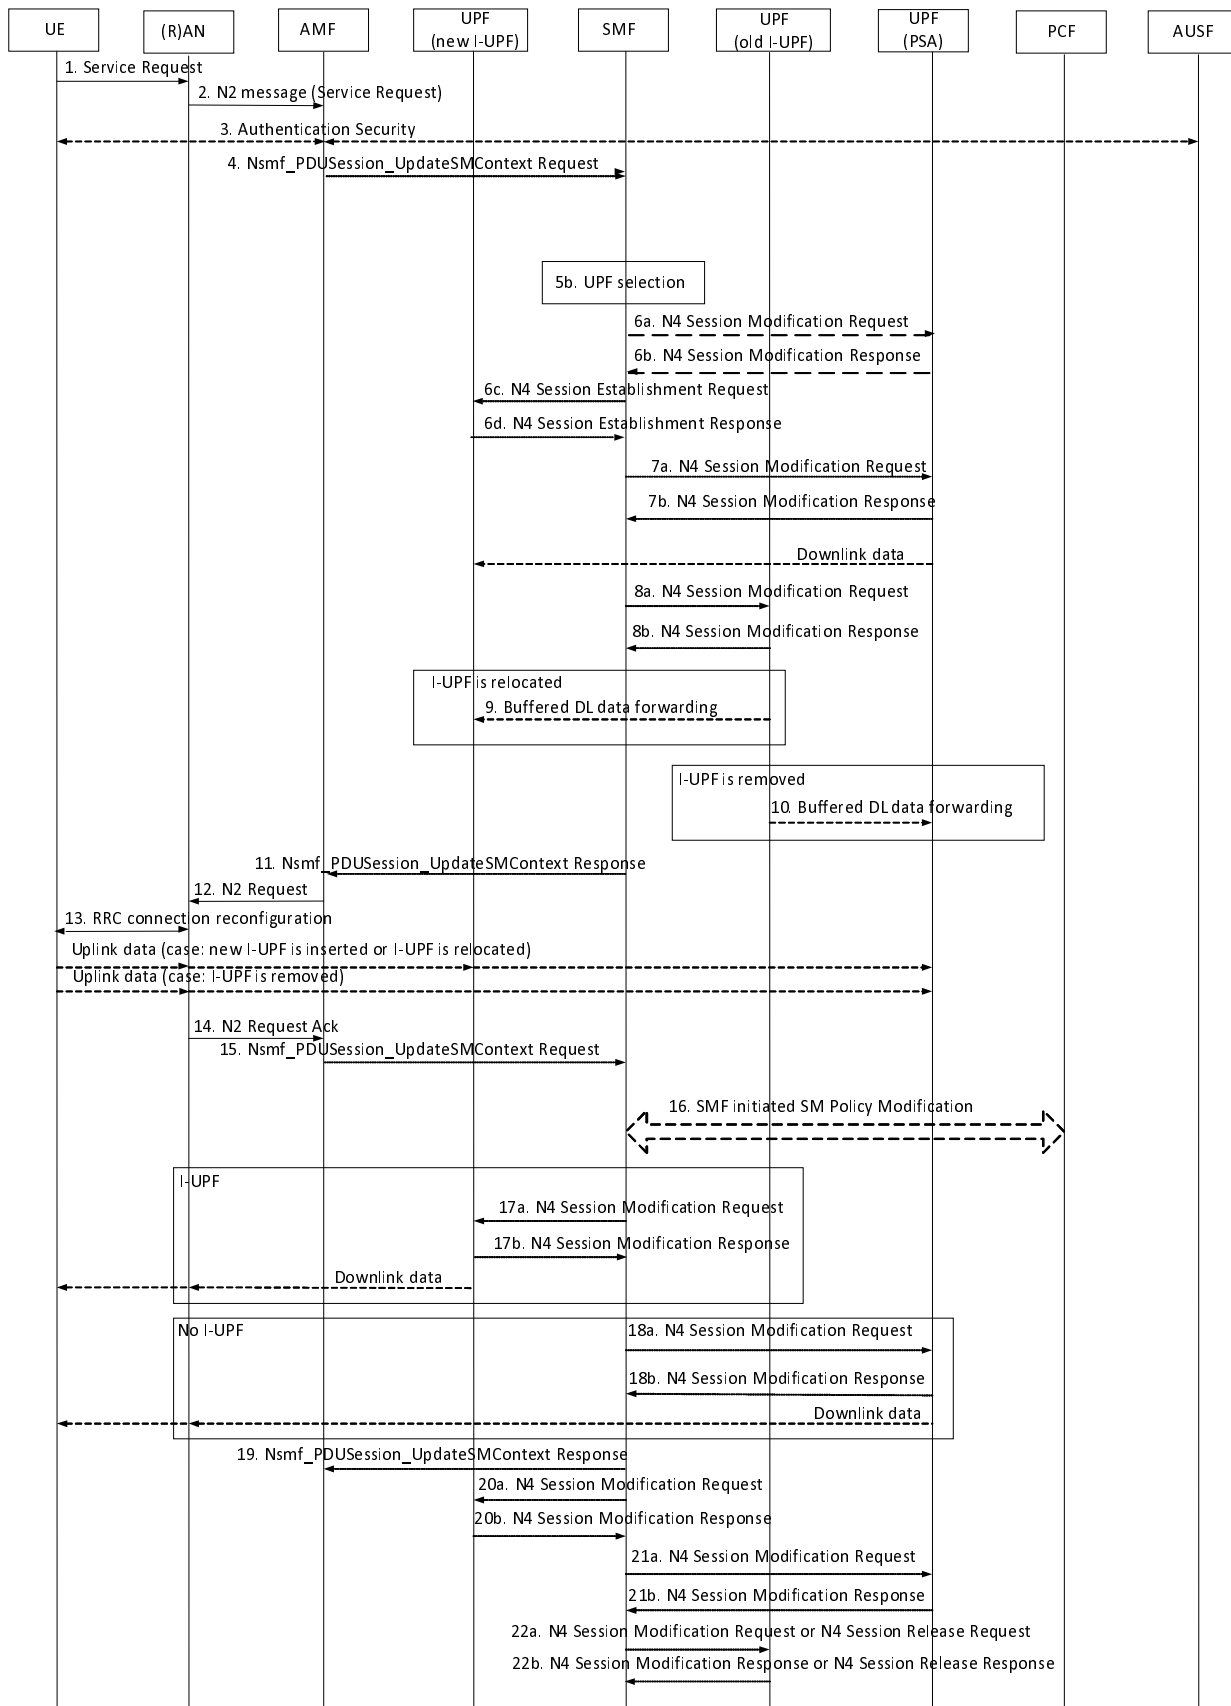 UE
(R)AN
AMF
UPF
(new I-UPF)
SMF
UPF
(old I-UPF)
UPF
(PSA)
PCF
AUSF
1. Service Request
2. N2 message (Service Request)
3. Authentication Security
4. Nsmf_PDUSession_UpdateSMContext Request
5b. UPF selection
6a. N4 Session Modification Request
6b. N4 Session Modification Response
6c. N4 Session Establishment Request
6d. N4 Session Establishment Response
7a. N4 Session Modification Request
7b. N4 Session Modification Response
Downlink data
8a. N4 Session Modification Request
8b. N4 Session Modification Response
I-UPF is relocated
9. Buffered DL data forwarding
I-UPF is removed
10. Buffered DL data forwarding
11. Nsmf_PDUSession_UpdateSMContext Response
12. N2 Request
13. RRC connection reconfiguration
Uplink data (case: new I-UPF is inserted or I-UPF is relocated)
Uplink data (case: I-UPF is removed)
14. N2 Request Ack
15. Nsmf_PDUSession_UpdateSMContext Request
16. SMF initiated SM Policy Modification
I-UPF
17a. N4 Session Modification Request
17b. N4 Session Modification Response
Downlink data
No I-UPF
18a. N4 Session Modification Request
18b. N4 Session Modification Response
Downlink data
19. Nsmf_PDUSession_UpdateSMContext Response
20a. N4 Session Modification Request
20b. N4 Session Modification Response
21a. N4 Session Modification Request
21b. N4 Session Modification Response
22a. N4 Session Modification Request or N4 Session Release Request
22b. N4 Session Modification Response or N4 Session Release Response